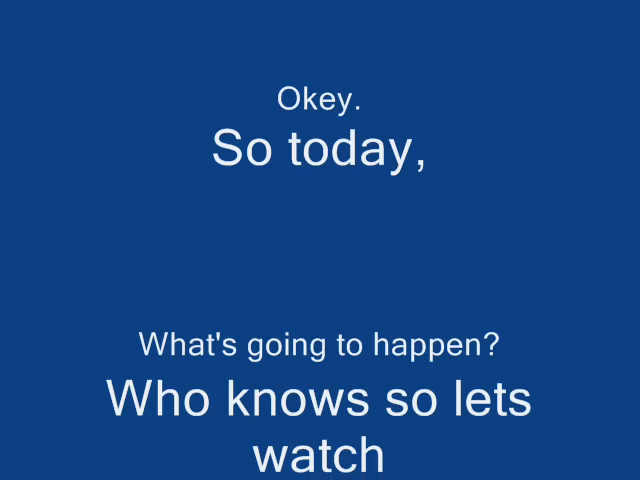 Okey.
So today,
What's going to happen?
Who knows so lets
watch